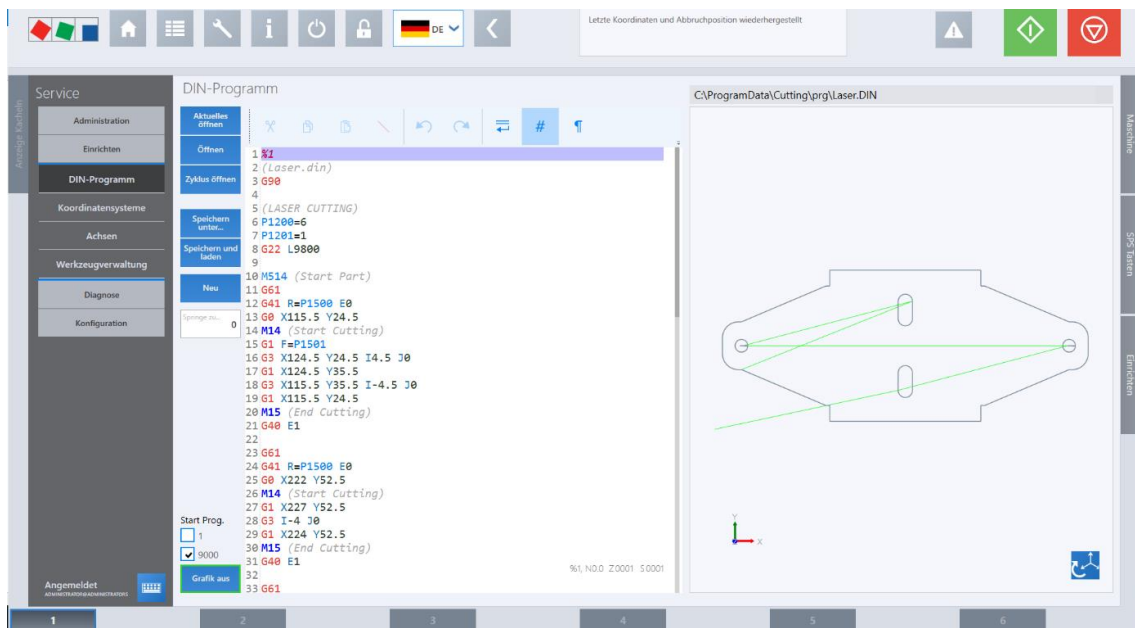 DE
Letzte Koordinaten und Abbruchposition wiederhergestellt
Anzeige Kacheln
Service
Administration
Einrichten
DIN-Programm
Koordinatensysteme
Achsen
Werkzeugverwaltung
Diagnose
Konfiguration
Angemeldet
ADMINISTRATOR@ADMINISTRATORS
DIN-Programm
Aktuelles
öffnen
Öffnen
Zyklus öffnen
Speichern
unter...
Speichern und
laden
Neu
Springe zu...
0
Start Prog.
1
9000
Grafik aus
#
¶
1 %1
2 (Laser.din)
3 G90
4
5 (LASER CUTTING)
6 P1200=6
7 P1201=1
8 G22 L9800
9
10 M514 (Start Part)
11 G61
12 G41 R=P1500 E0
13 G0 X115.5 Y24.5
14 M14 (Start Cutting)
15 G1 F=P1501
16 G3 X124.5 Y24.5 I4.5 J0
17 G1 X124.5 Y35.5
18 G3 X115.5 Y35.5 I-4.5 J0
19 G1 X115.5 Y24.5
20 M15 (End Cutting)
21 G40 E1
22
23 G61
24 G41 R=P1500 E0
25 G0 X222 Y52.5
26 M14 (Start Cutting)
27 G1 X227 Y52.5
28 G3 I-4 J0
29 G1 X224 Y52.5
30 M15 (End Cutting)
31 G40 E1
32
33 G61
%1, N0.0 Z0001 S0001
C:\ProgramData\Cutting\prg\Laser.DIN
Y
X
Maschine
SPS Tasten
Einrichten
1
2
3
4
5
6